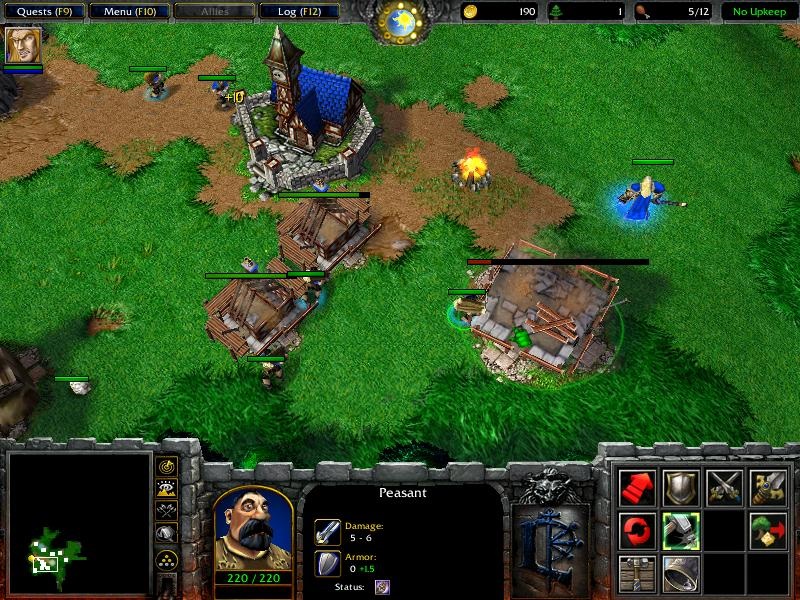 Quests (F9) Menu (F10) Allies Log (F12) 190 1 5/12 No Upkeep
+10
Peasant
Damage:
5 - 6
Armor:
0 +1.5
Status:
220 / 220